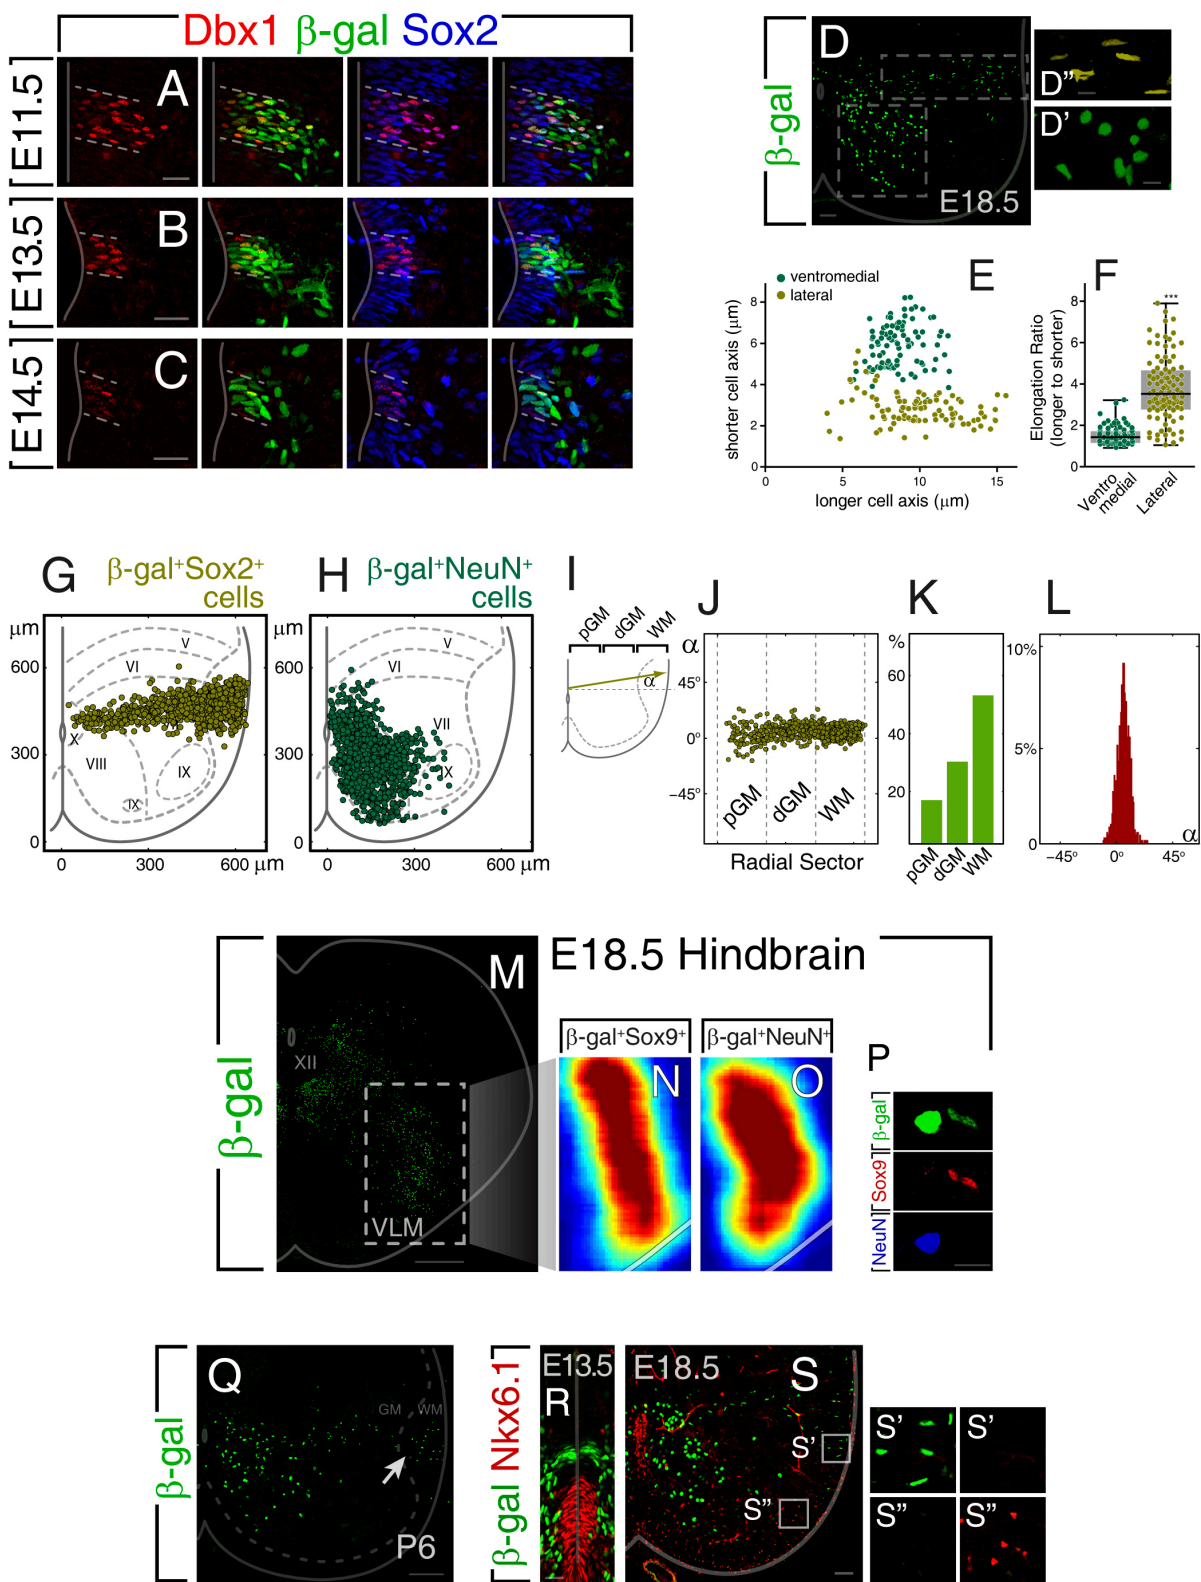 Dbx1 β-gal Sox2
[E11.5]
A
[E13.5]
B
[E14.5]
C
β-gal
D
E18.5
D"
D'
ventromedial
lateral
E
shorter cell axis (μm)
8
6
4
2
0
0 5 10 15
longer cell axis (μm)
F
***
Elongation Ratio
(longer to shorter)
8
6
4
2
0
Ventro
medial
Lateral
G
β-gal+Sox2+
cells
μm
600
300
0
0 300 600 μm
V
VI
X
VIII
IX
IX
H
β-gal+NeuN+
cells
μm
600
300
0
0 300 600 μm
V
VI
VII
IX
I
pGM dGM WM
α
J
α
45°
0°
−45°
pGM dGM WM
Radial Sector
K
%
60
40
20
pGM dGM WM
L
10%
5%
0
−45° 0° 45°
α
E18.5 Hindbrain
β-gal
M
XII
VLM
β-gal+Sox9+
N
β-gal+NeuN+
O
P
[β-gal]
[Sox9]
[NeuN]
β-gal
Q
GM WM
P6
β-gal Nkx6.1
E13.5
R
E18.5
S
S'
S"
S' S'
S" S"